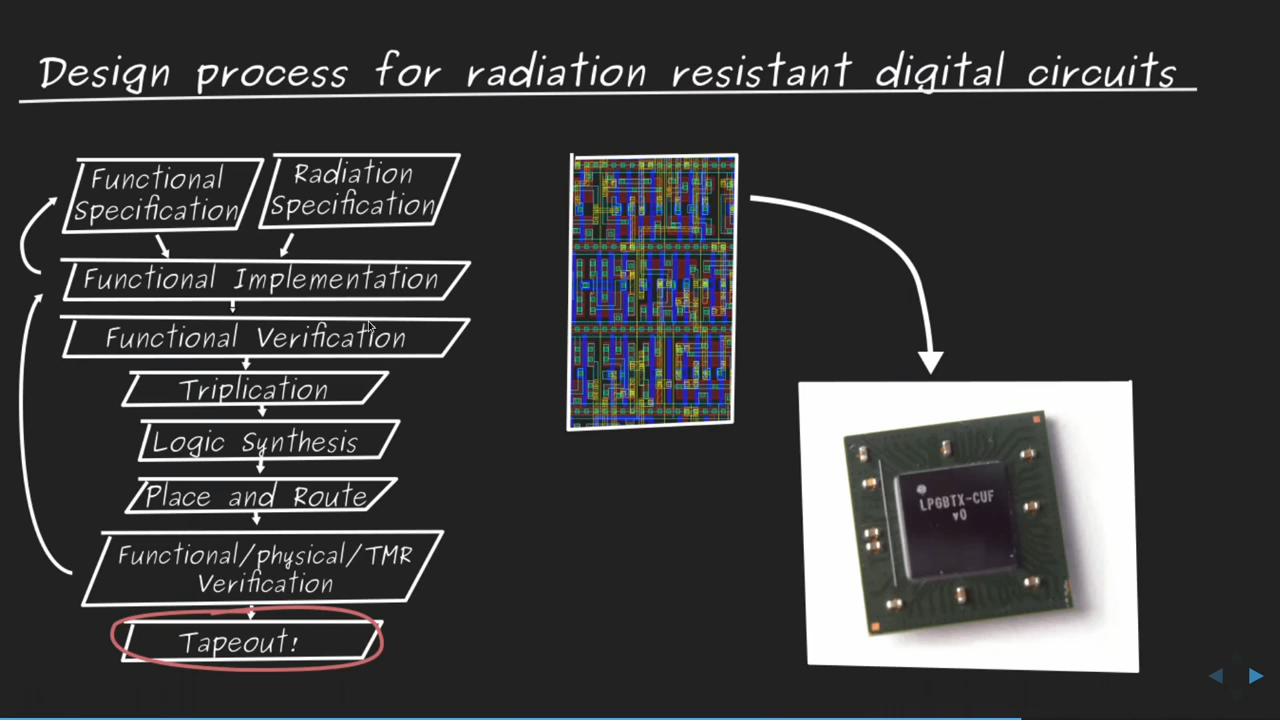 Design process for radiation resistant digital circuits
Functional
Specification
Radiation
Specification
Functional Implementation
Functional Verification
Triplication
Logic Synthesis
Place and Route
Functional/physical/TMR
Verification
Tapeout!
LPGBTX-CUF
v0